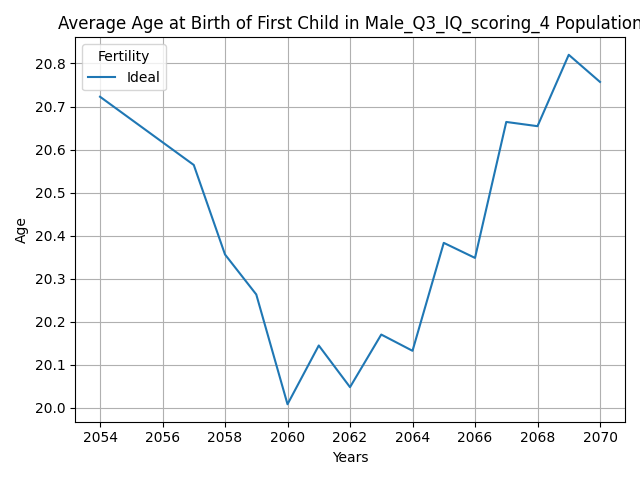 Average Age at Birth of First Child in Male_Q3_IQ_scoring_4 Population
Fertility
Ideal
Age
20.8
20.7
20.6
20.5
20.4
20.3
20.2
20.1
20.0
2054 2056 2058 2060 2062 2064 2066 2068 2070
Years